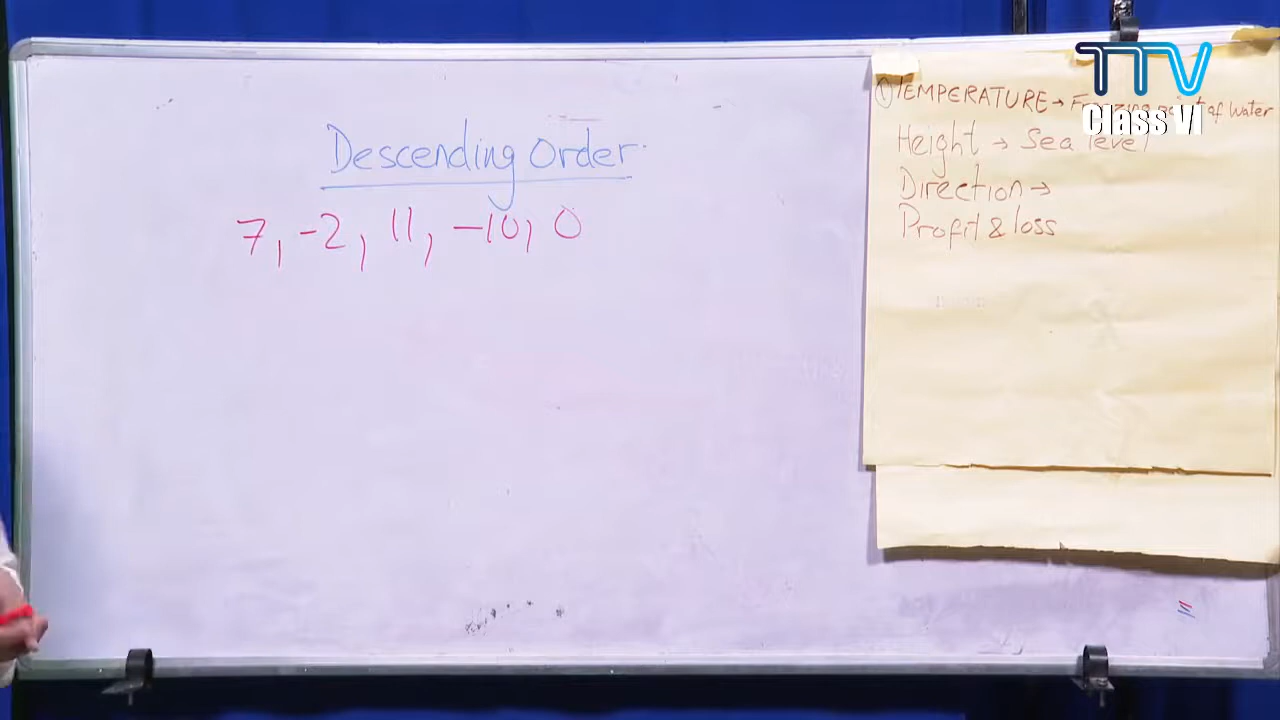 Descending Order
7, -2, 11, -10, 0
TTV
Class VI
① TEMPERATURE → Freezing point of Water
Height → Sea level
Direction →
Profit & loss